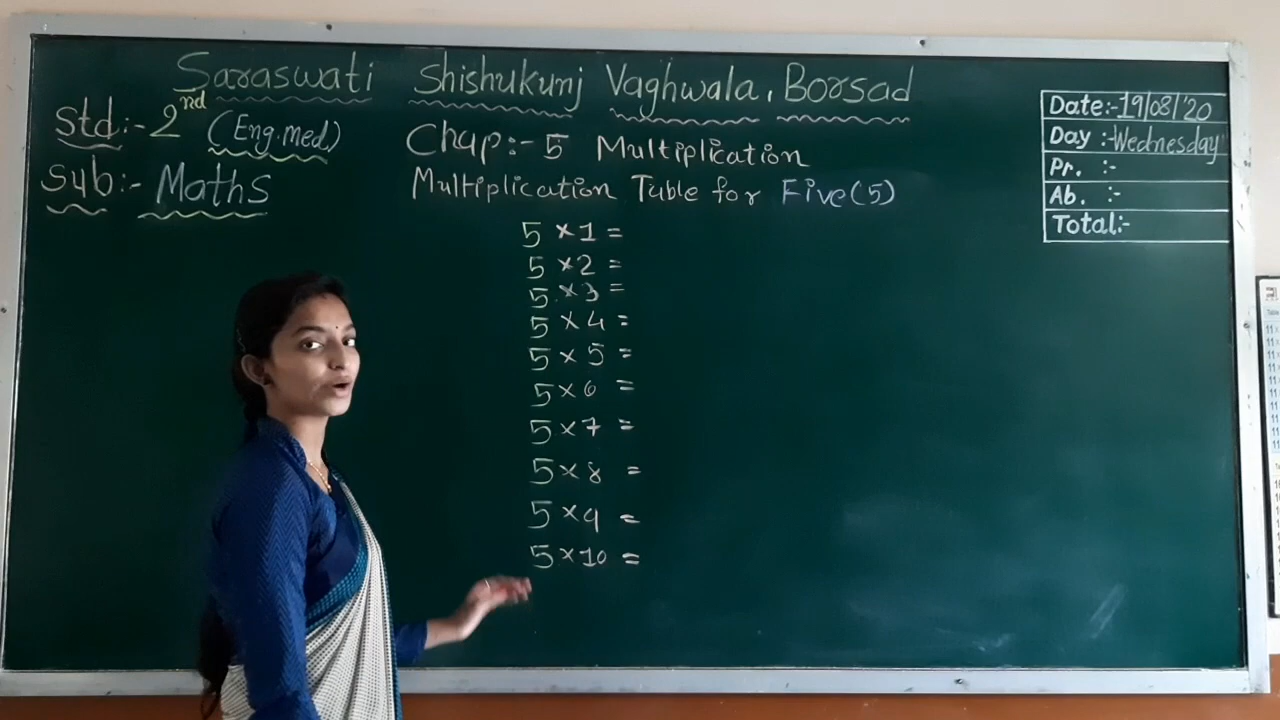 Saraswati Shishukunj Vaghwala, Borsad
Std:- 2nd (Eng.med.)
Sub:- Maths
Chap:- 5 Multiplication
Multiplication Table for Five(5)
5 ×1 =
5 ×2 =
5 ×3 =
5 ×4 =
5 ×5 =
5 ×6 =
5 ×7 =
5 ×8 =
5 ×9 =
5 ×10 =
Date:-19/08/'20
Day :-Wednesday
Pr. :-
Ab. :-
Total:-